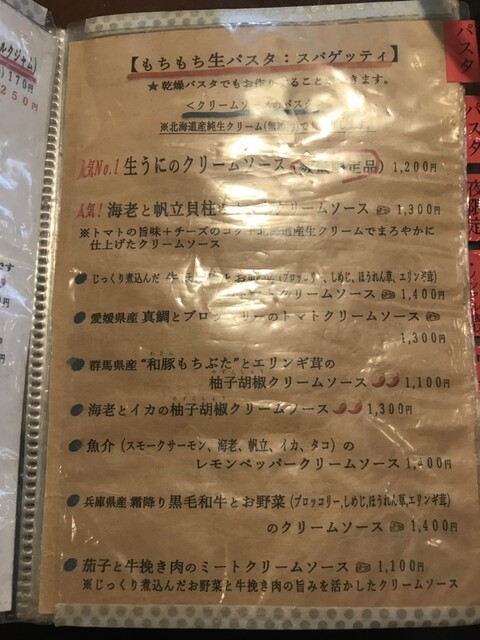 【もちもち生パスタ：スパゲッティ】
★乾燥パスタでもお作りすることができます。
＜クリームソースのパスタ＞
※北海道産純生クリーム
人気No.1 生うにのクリームソース 1,200円
人気! 海老と帆立貝柱 クリームソース 1,300円
※トマトの旨味＋チーズのコク＋北海道産生クリームでまろやかに
仕上げたクリームソース
じっくり煮込んだ 牛 と (ブロッコリー、しめじ、ほうれん草、エリンギ茸)
クリームソース 1,400円
愛媛県産 真鯛とブロッコリーのトマトクリームソース
1,300円
群馬県産 “和豚もちぶた”とエリンギ茸の
柚子胡椒クリームソース 1,100円
海老とイカの柚子胡椒クリームソース 1,300円
魚介（スモークサーモン、海老、帆立、イカ、タコ）の
レモンペッパークリームソース 1,400円
兵庫県産 霜降り黒毛和牛とお野菜（ブロッコリー、しめじ、ほうれん草、エリンギ茸）
のクリームソース 1,400円
茄子と牛挽き肉のミートクリームソース 1,100円
※じっくり煮込んだお野菜と牛挽き肉の旨みを活かしたクリームソース
ルクジャム)
170円
250円
パスタ
パスタ